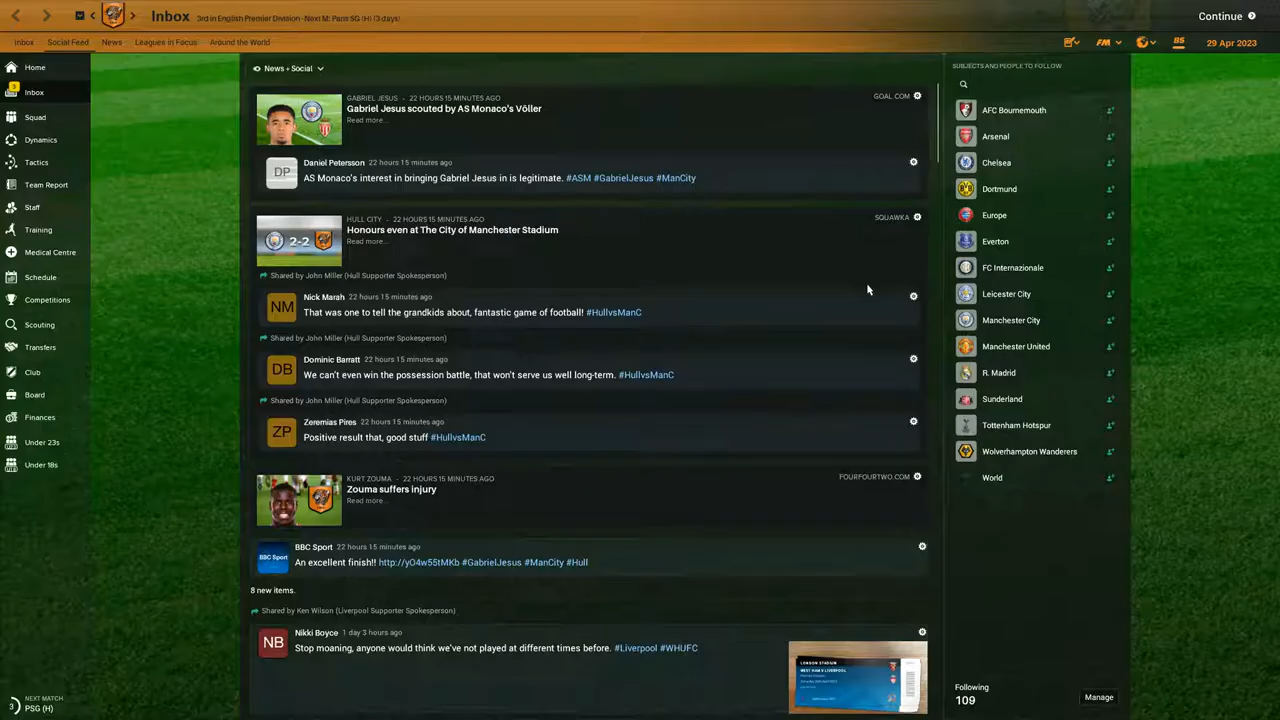 Inbox
3rd in English Premier Division - Next M: Paris SG (H) (3 days)
Continue
Inbox
Social Feed
News
Leagues in Focus
Around the World
FM
BS
29 Apr 2023
Home
3
Inbox
Squad
Dynamics
Tactics
Team Report
Staff
Training
Medical Centre
Schedule
Competitions
Scouting
Transfers
Club
Board
Finances
Under 23s
Under 18s
3
NEXT MATCH
PSG (H)
News + Social
GABRIEL JESUS - 22 HOURS 15 MINUTES AGO
GOAL.COM
Gabriel Jesus scouted by AS Monaco's Völler
Read more...
DP
Daniel Petersson 22 hours 15 minutes ago
AS Monaco's interest in bringing Gabriel Jesus in is legitimate. #ASM #GabrielJesus #ManCity
HULL CITY - 22 HOURS 15 MINUTES AGO
SQUAWKA
Honours even at The City of Manchester Stadium
2-2
Read more...
Shared by John Miller (Hull Supporter Spokesperson)
NM
Nick Marah 22 hours 15 minutes ago
That was one to tell the grandkids about, fantastic game of football! #HullvsManC
Shared by John Miller (Hull Supporter Spokesperson)
DB
Dominic Barratt 22 hours 15 minutes ago
We can't even win the possession battle, that won't serve us well long-term. #HullvsManC
Shared by John Miller (Hull Supporter Spokesperson)
ZP
Zeremias Pires 22 hours 15 minutes ago
Positive result that, good stuff #HullvsManC
KURT ZOUMA - 22 HOURS 15 MINUTES AGO
FOURFOURTWO.COM
Zouma suffers injury
Read more...
BBC Sport
BBC Sport 22 hours 15 minutes ago
An excellent finish!! http://yO4w55tMKb #GabrielJesus #ManCity #Hull
8 new items.
Shared by Ken Wilson (Liverpool Supporter Spokesperson)
NB
Nikki Boyce 1 day 3 hours ago
Stop moaning, anyone would think we've not played at different times before. #Liverpool #WHUFC
LONDON STADIUM
WEST HAM V LIVERPOOL
SUBJECTS AND PEOPLE TO FOLLOW
AFC Bournemouth
Arsenal
Chelsea
Dortmund
Europe
Everton
FC Internazionale
Leicester City
Manchester City
Manchester United
R. Madrid
Sunderland
Tottenham Hotspur
Wolverhampton Wanderers
World
Following
109
Manage